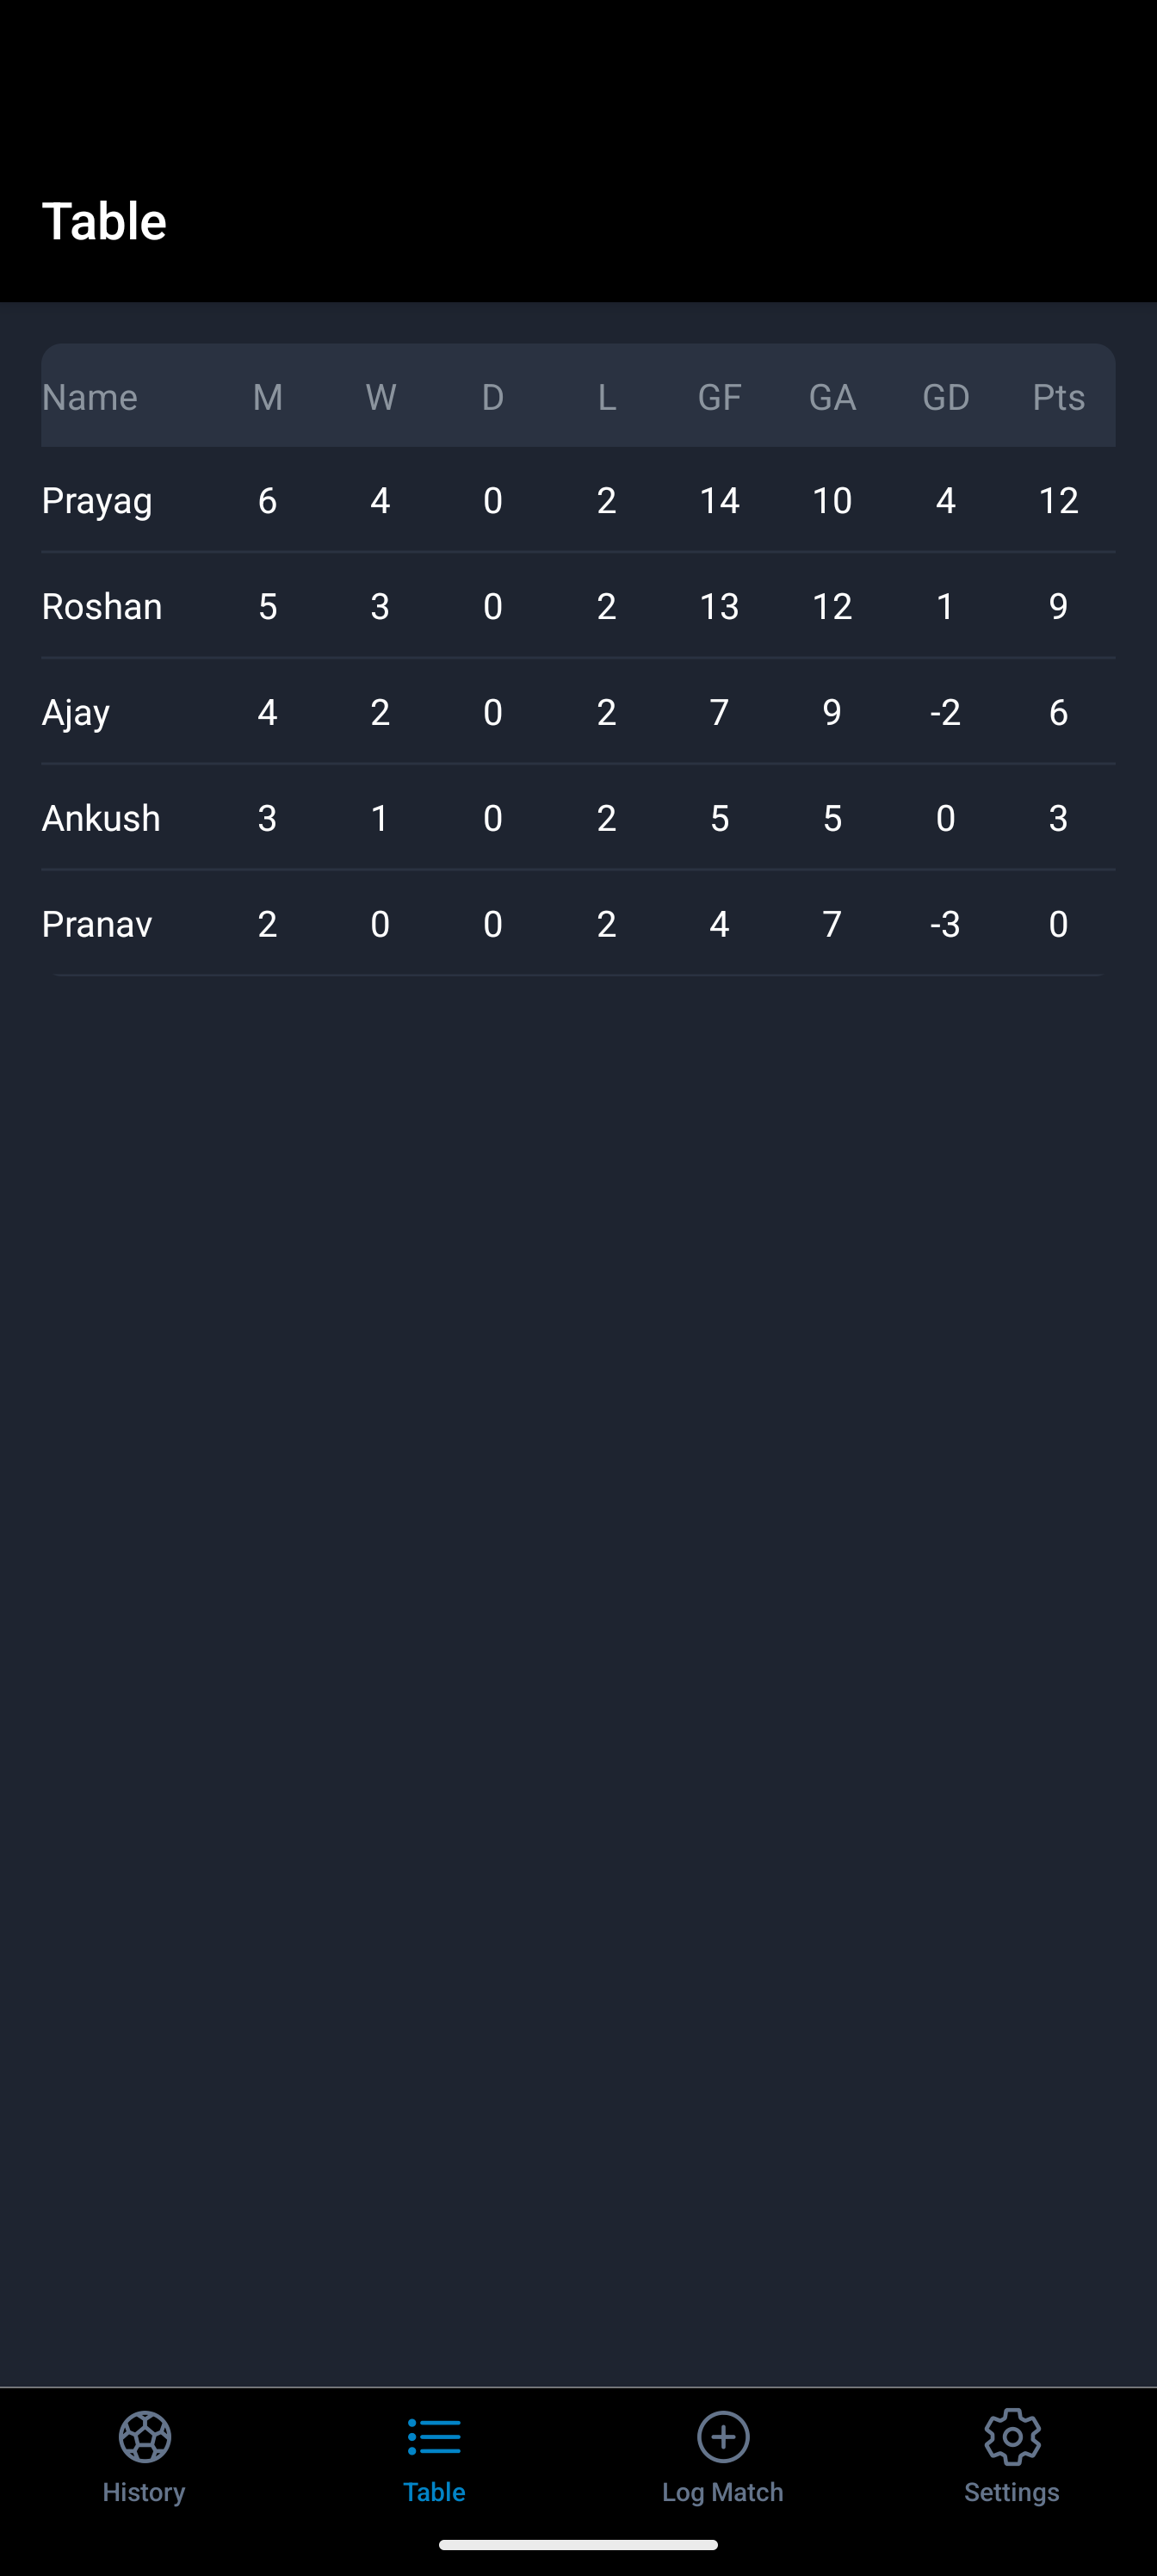 Table
Name M W D L GF GA GD Pts
Prayag 6 4 0 2 14 10 4 12
Roshan 5 3 0 2 13 12 1 9
Ajay 4 2 0 2 7 9 -2 6
Ankush 3 1 0 2 5 5 0 3
Pranav 2 0 0 2 4 7 -3 0
History Table Log Match Settings